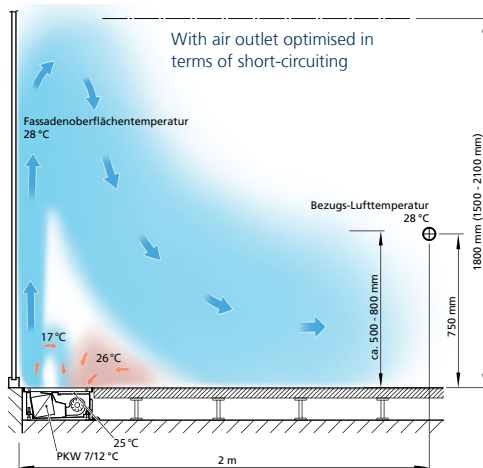 With air outlet optimised in
terms of short-circuiting
Fassadenoberflächentemperatur
28 °C
Bezugs-Lufttemperatur
28 °C
1800 mm (1500 - 2100 mm)
ca. 500 - 800 mm
750 mm
17 °C
26 °C
25 °C
PKW 7/12 °C
2 m